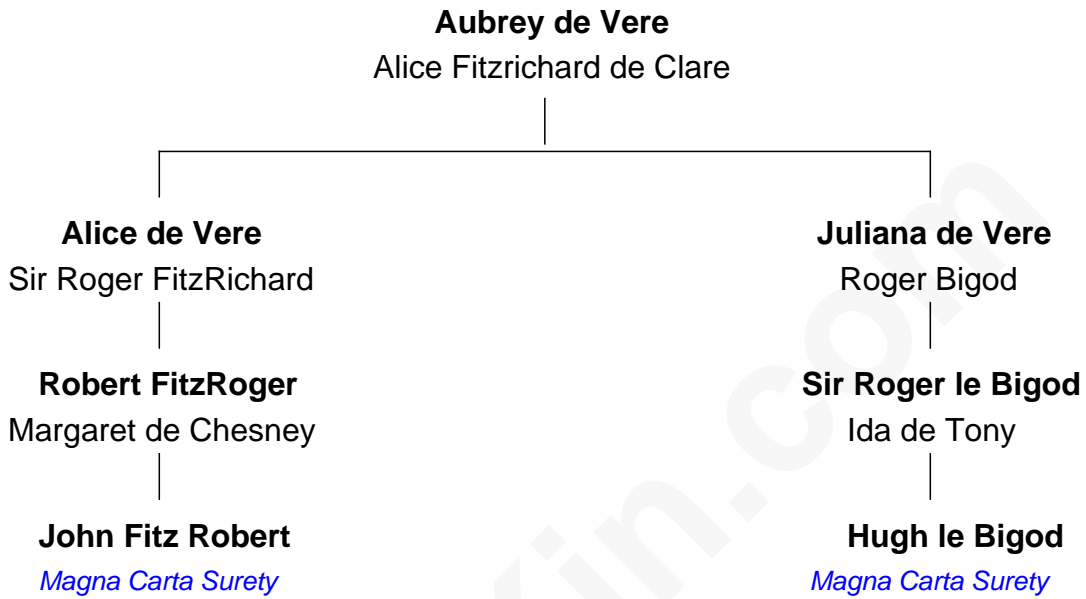 Aubrey de Vere
Alice Fitzrichard de Clare
Alice de Vere
Sir Roger FitzRichard
Juliana de Vere
Roger Bigod
Robert FitzRoger
Margaret de Chesney
Sir Roger le Bigod
Ida de Tony
John Fitz Robert
Magna Carta Surety
Hugh le Bigod
Magna Carta Surety